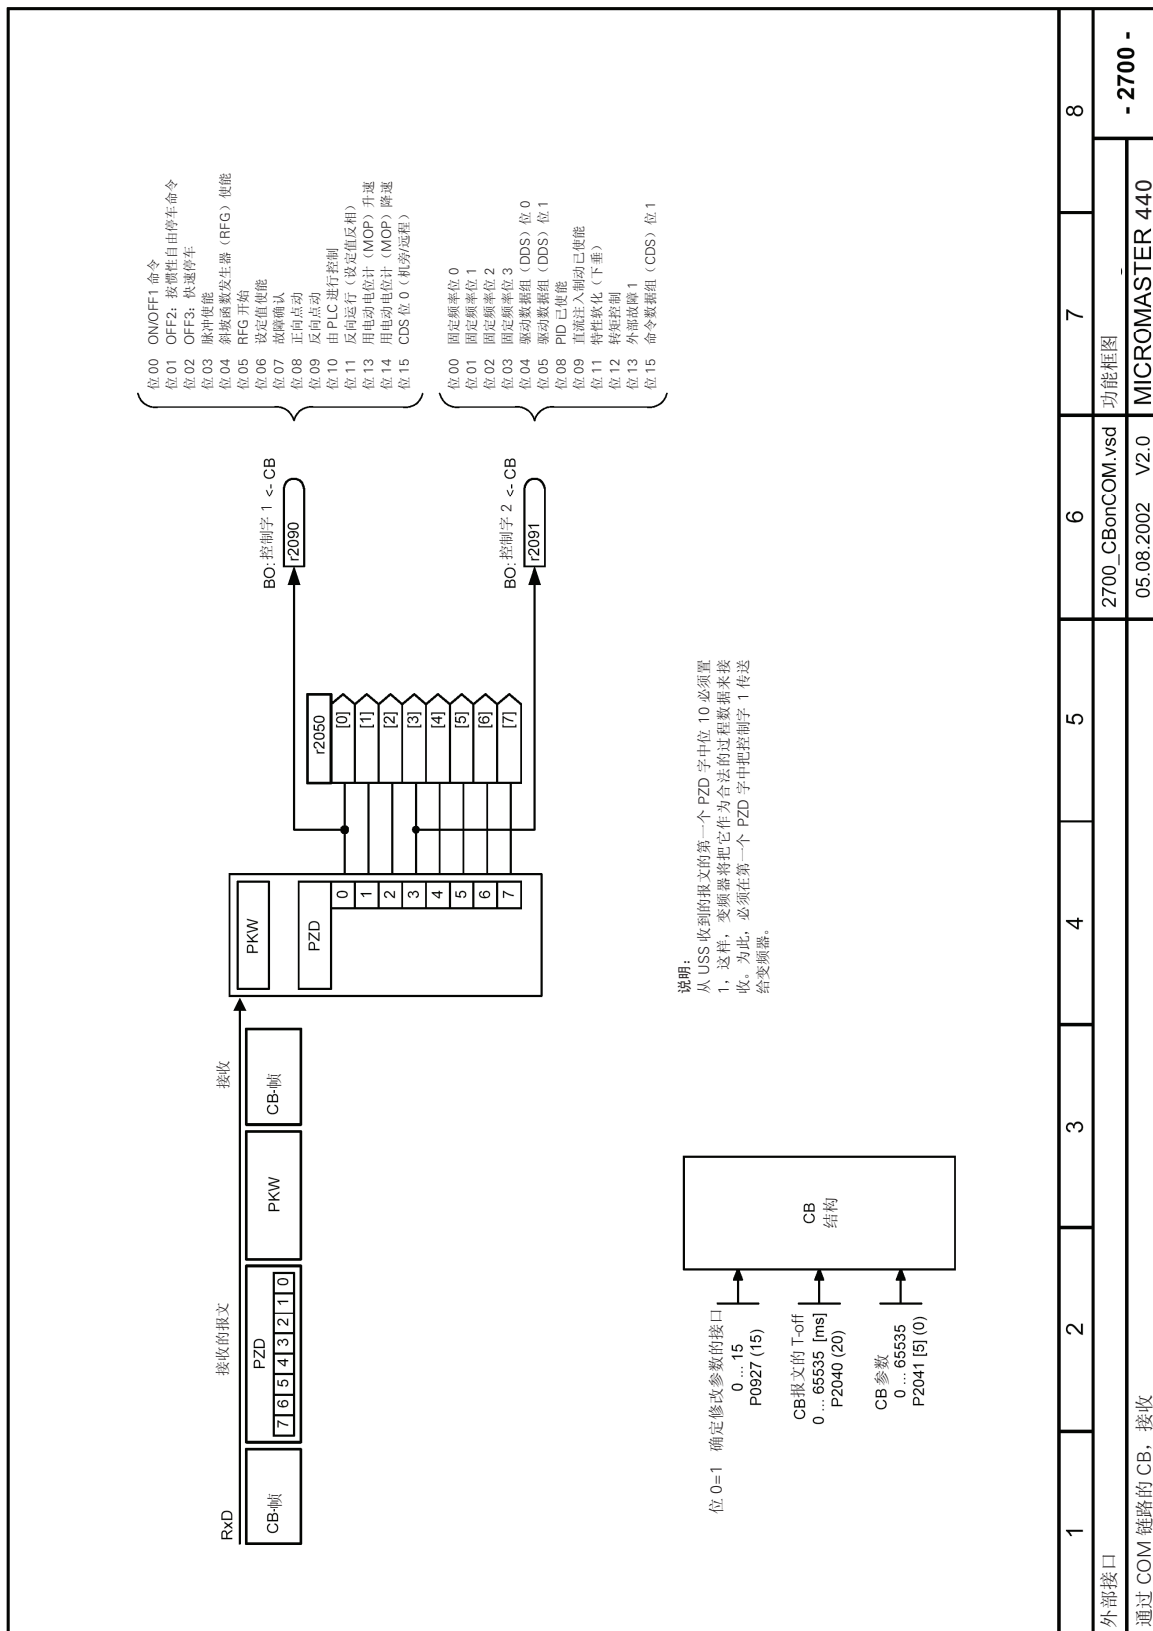 RxD
接收的报文
接收
CB-帧
PZD
7 6 5 4 3 2 1 0
PKW
CB-帧
PKW
PZD
0
1
2
3
4
5
6
7
r2050
[0]
[1]
[2]
[3]
[4]
[5]
[6]
[7]
BO:控制字 1 <- CB
r2090
BO:控制字 2 <- CB
r2091
位 00 ON/OFF1 命令
位 01 OFF2：按惯性自由停车命令
位 02 OFF3：快速停车
位 03 脉冲使能
位 04 斜坡函数发生器（RFG）使能
位 05 RFG 开始
位 06 设定值使能
位 07 故障确认
位 08 正向点动
位 09 反向点动
位 10 由 PLC 进行控制
位 11 反向运行（设定值反相）
位 13 用电动电位计（MOP）升速
位 14 用电动电位计（MOP）降速
位 15 CDS 位 0（机旁/远程）
位 00 固定频率位 0
位 01 固定频率位 1
位 02 固定频率位 2
位 03 固定频率位 3
位 04 驱动数据组（DDS）位 0
位 05 驱动数据组（DDS）位 1
位 08 PID 已使能
位 09 直流注入制动已使能
位 11 特性软化（下垂）
位 12 转矩控制
位 13 外部故障 1
位 15 命令数据组（CDS）位 1
位 0=1 确定修改参数的接口
0 ... 15
P0927 (15)
CB报文的 T-off
0 ... 65535 [ms]
P2040 (20)
CB 参数
0 ... 65535
P2041 [5] (0)
CB
结构
说明：
从 USS 收到的报文的第一个 PZD 字中位 10 必须置
1，这样，变频器将把它作为合法的过程数据来接
收。为此，必须在第一个 PZD 字中把控制字 1 传送
给变频器。
1 2 3 4 5 6 7 8
外部接口
2700_CBonCOM.vsd
功能框图
- 2700 -
通过 COM 链路的 CB，接收
05.08.2002 V2.0
MICROMASTER 440